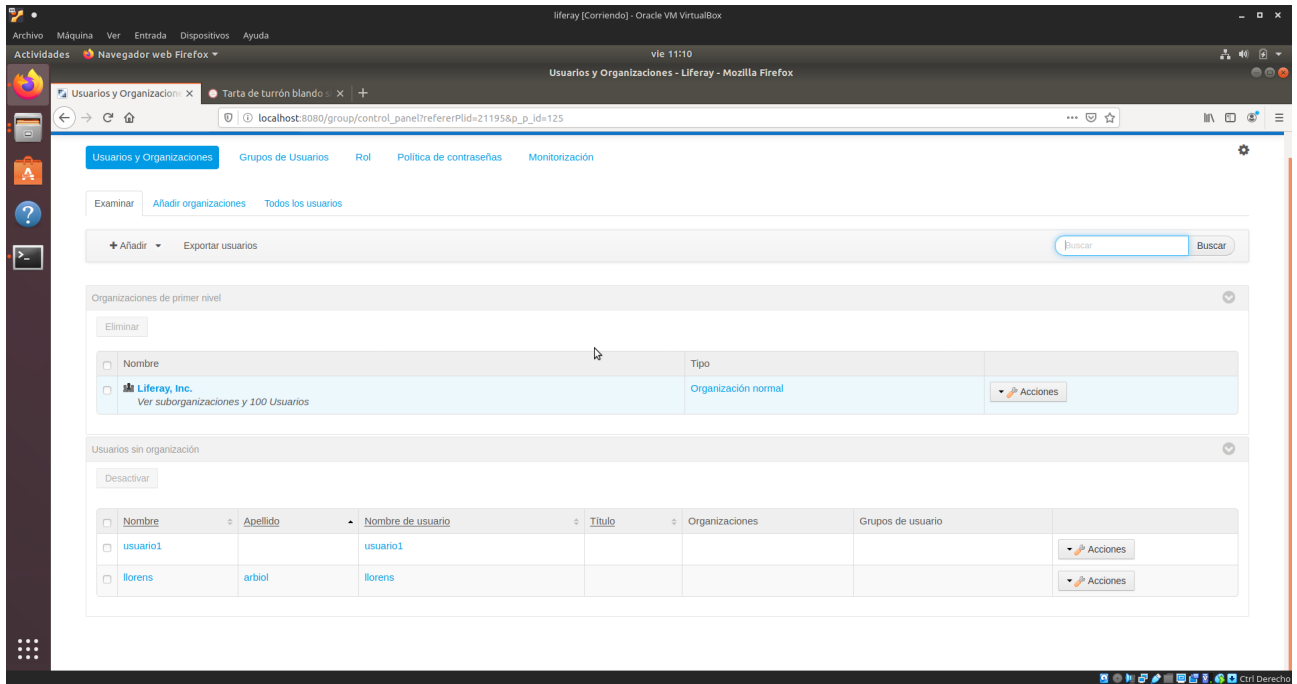 liferay [Corriendo] - Oracle VM VirtualBox
Archivo Máquina Ver Entrada Dispositivos Ayuda
Actividades Navegador web Firefox vie 11:10
Usuarios y Organizaciones - Liferay - Mozilla Firefox
Usuarios y Organizacione Tarta de turrón blando s
localhost:8080/group/control_panel?refererPlid=21195&p_p_id=125
Usuarios y Organizaciones Grupos de Usuarios Rol Política de contraseñas Monitorización
Examinar Añadir organizaciones Todos los usuarios
Añadir Exportar usuarios Buscar Buscar
Organizaciones de primer nivel
Eliminar
Nombre Tipo
Liferay, Inc. Organización normal Acciones
Ver suborganizaciones y 100 Usuarios
Usuarios sin organización
Desactivar
Nombre Apellido Nombre de usuario Título Organizaciones Grupos de usuario
usuario1 usuario1 Acciones
llorens arbiol llorens Acciones
Ctrl Derecho